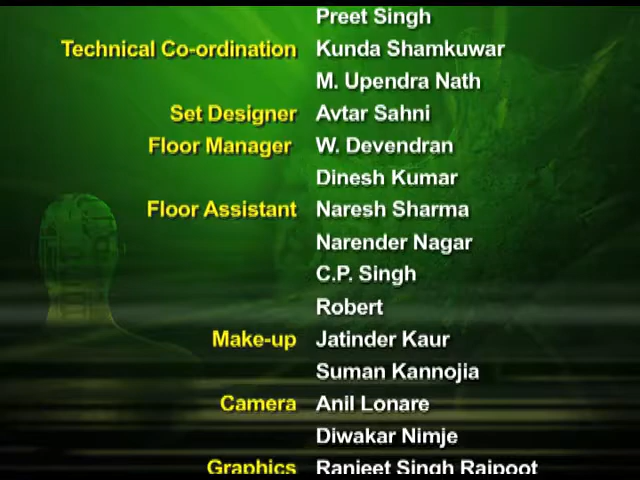 Preet Singh
Technical Co-ordination Kunda Shamkuwar
M. Upendra Nath
Set Designer Avtar Sahni
Floor Manager W. Devendran
Dinesh Kumar
Floor Assistant Naresh Sharma
Narender Nagar
C.P. Singh
Robert
Make-up Jatinder Kaur
Suman Kannojia
Camera Anil Lonare
Diwakar Nimje
Graphics Ranjeet Singh Rajpoot